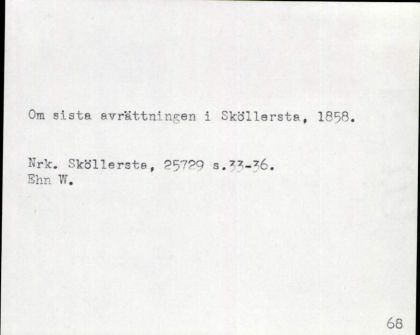 Om sista avrättningen i Sköllersta, 1858.
Nrk. Sköllersta, 25729 s.33-36.
Ehn W.
68